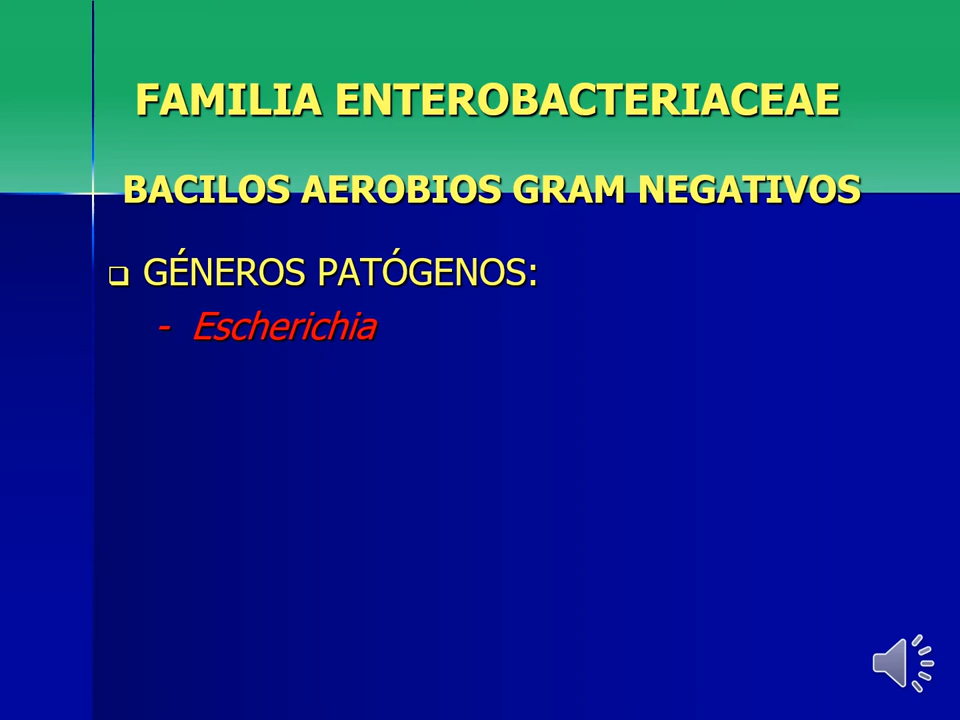 FAMILIA ENTEROBACTERIACEAE
BACILOS AEROBIOS GRAM NEGATIVOS
GÉNEROS PATÓGENOS:
- Escherichia